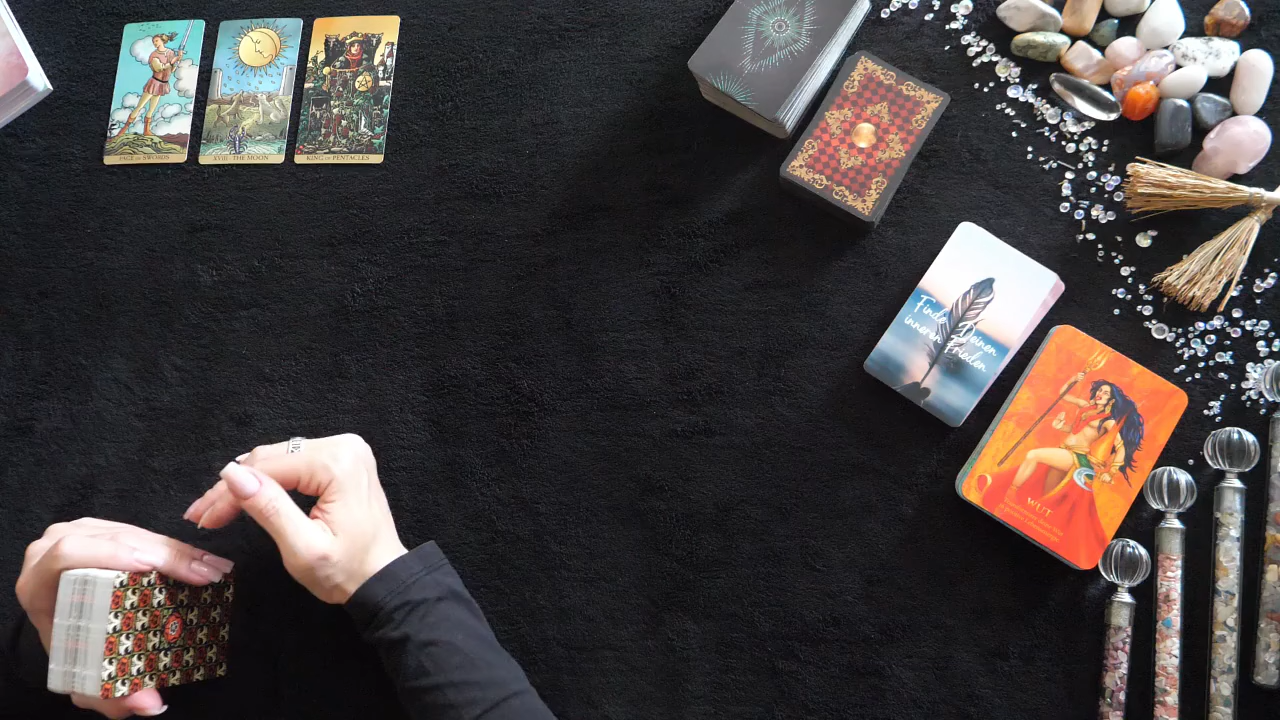 PAGE OF SWORDS
XVIII THE MOON
KING OF PENTACLES
Finde Deinen
inneren Frieden
WUT